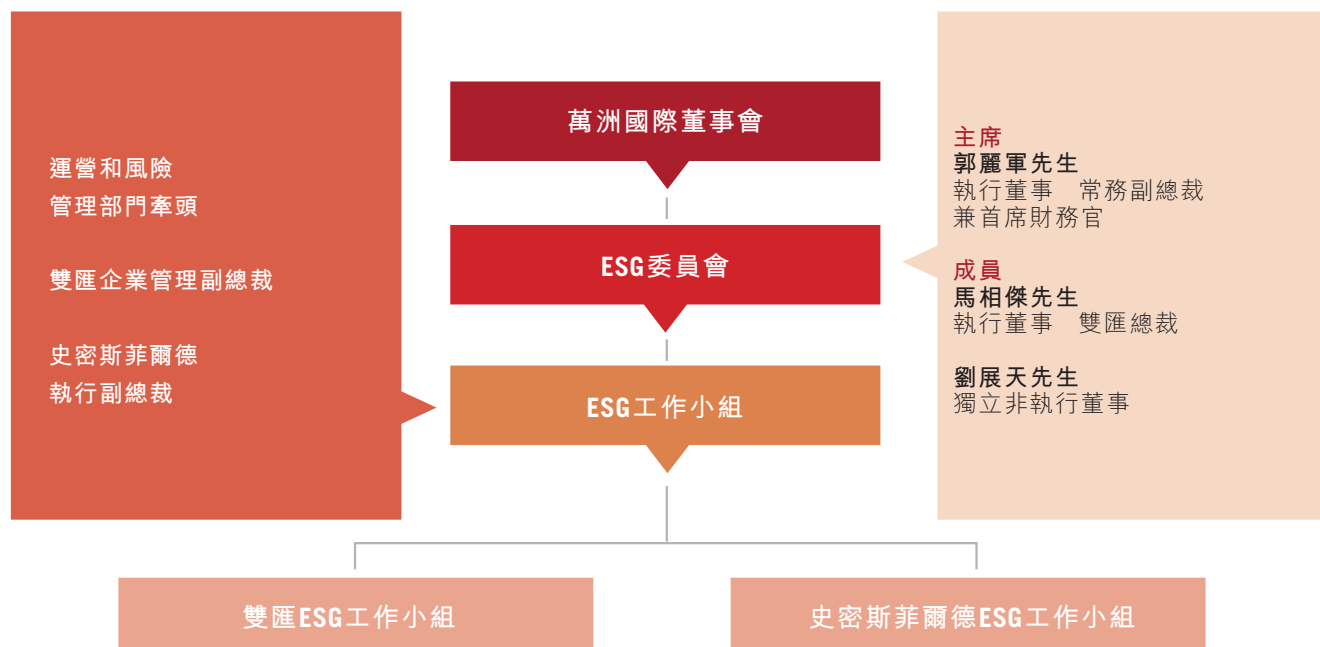 運營和風險
管理部門牽頭
雙匯企業管理副總裁
史密斯菲爾德
執行副總裁
萬洲國際董事會
ESG委員會
ESG工作小組
主席
郭麗軍先生
執行董事　常務副總裁
兼首席財務官
成員
馬相傑先生
執行董事　雙匯總裁
劉展天先生
獨立非執行董事
雙匯ESG工作小組
史密斯菲爾德ESG工作小組